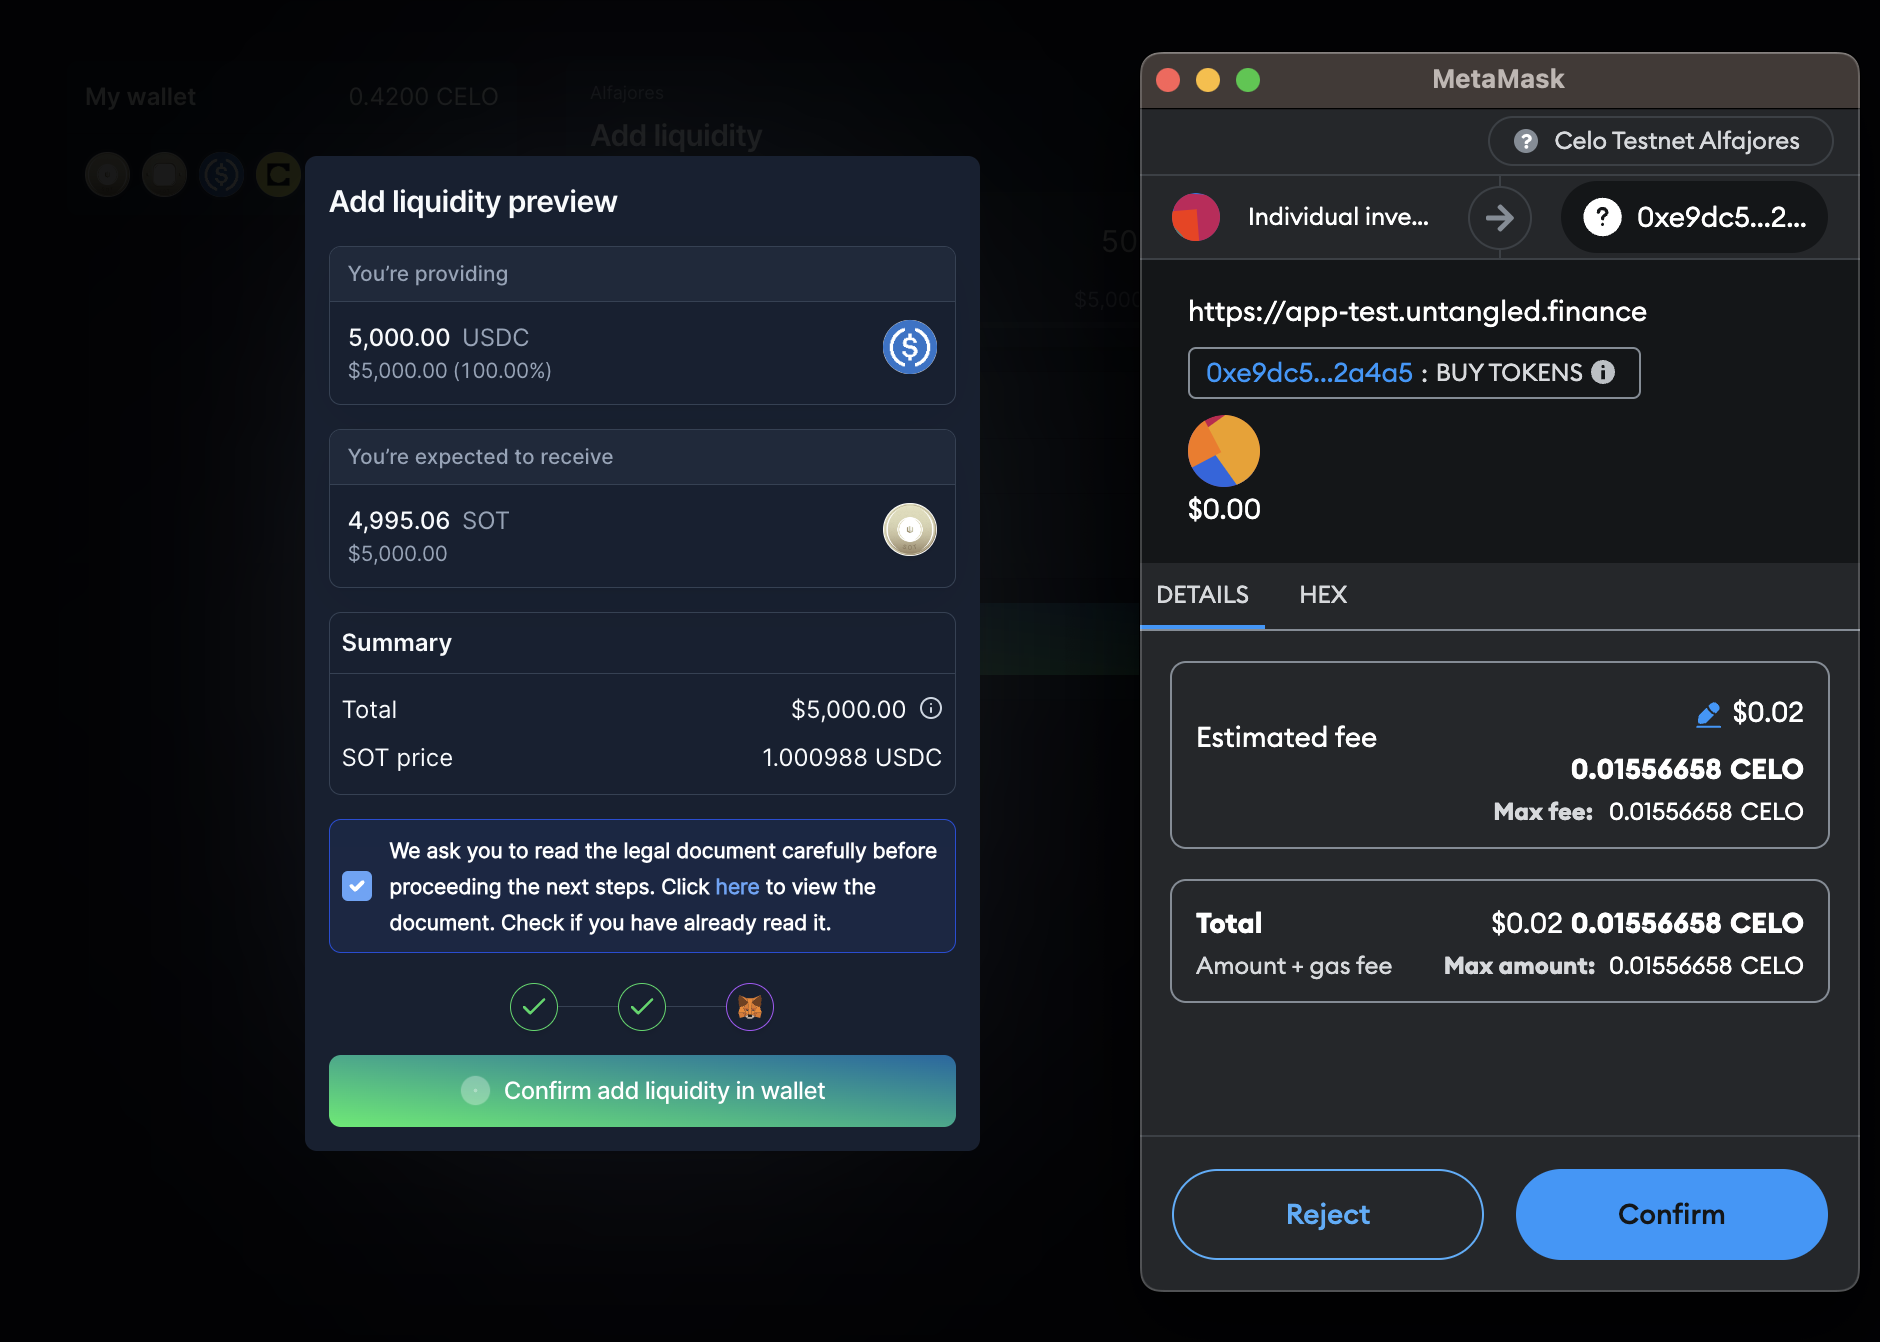 My wallet
0.4200 CELO
Alfajores
Add liquidity
50
$5,000
Add liquidity preview
You're providing
5,000.00 USDC
$5,000.00 (100.00%)
You're expected to receive
4,995.06 SOT
$5,000.00
Summary
Total $5,000.00
SOT price 1.000988 USDC
We ask you to read the legal document carefully before
proceeding the next steps. Click here to view the
document. Check if you have already read it.
Confirm add liquidity in wallet
MetaMask
Celo Testnet Alfajores
Individual inve... 0xe9dc5...2...
https://app-test.untangled.finance
0xe9dc5...2a4a5 : BUY TOKENS
$0.00
DETAILS HEX
Estimated fee $0.02
0.01556658 CELO
Max fee: 0.01556658 CELO
Total $0.02 0.01556658 CELO
Amount + gas fee Max amount: 0.01556658 CELO
Reject Confirm